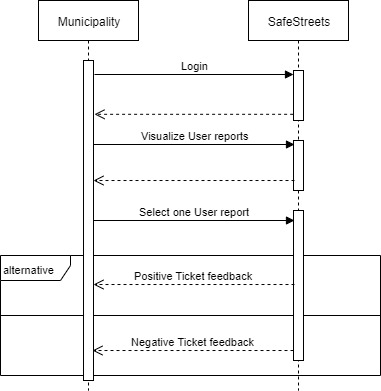 Municipality
SafeStreets
Login
Visualize User reports
Select one User report
alternative
Positive Ticket feedback
Negative Ticket feedback